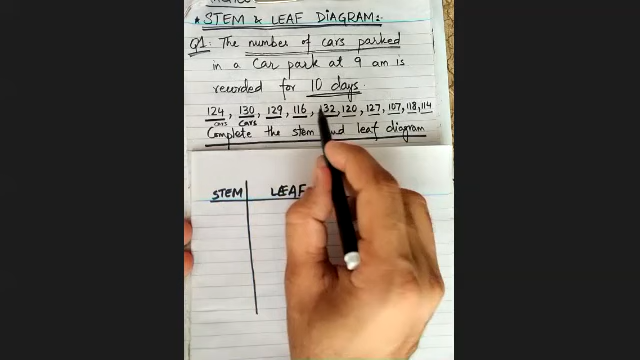 * STEM & LEAF DIAGRAM:
Q1: The number of cars parked
in a Car park at 9 am is
recorded for 10 days
124, 130, 129, 116, 132, 120, 127, 107, 118, 114
cars cars
Complete the stem and leaf diagram
STEM LEAF